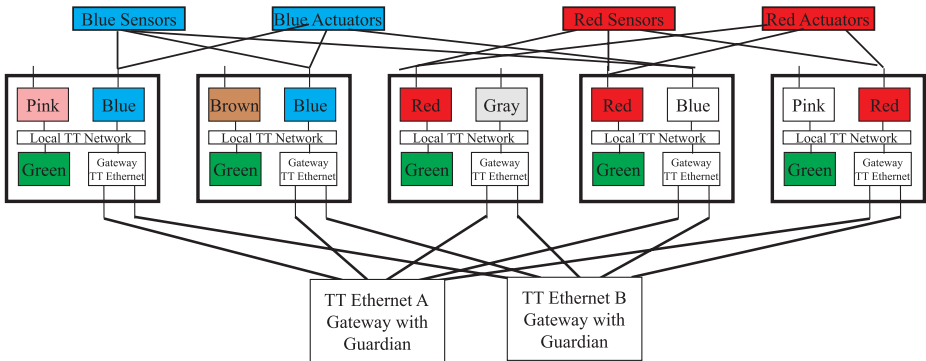 Blue Sensors Blue Actuators Red Sensors Red Actuators
Pink Blue Brown Blue Red Gray Red Blue Pink Red
Local TT Network Local TT Network Local TT Network Local TT Network Local TT Network
Green Gateway TT Ethernet Green Gateway TT Ethernet Green Gateway TT Ethernet Green Gateway TT Ethernet Green Gateway TT Ethernet
TT Ethernet A
Gateway with
Guardian
TT Ethernet B
Gateway with
Guardian